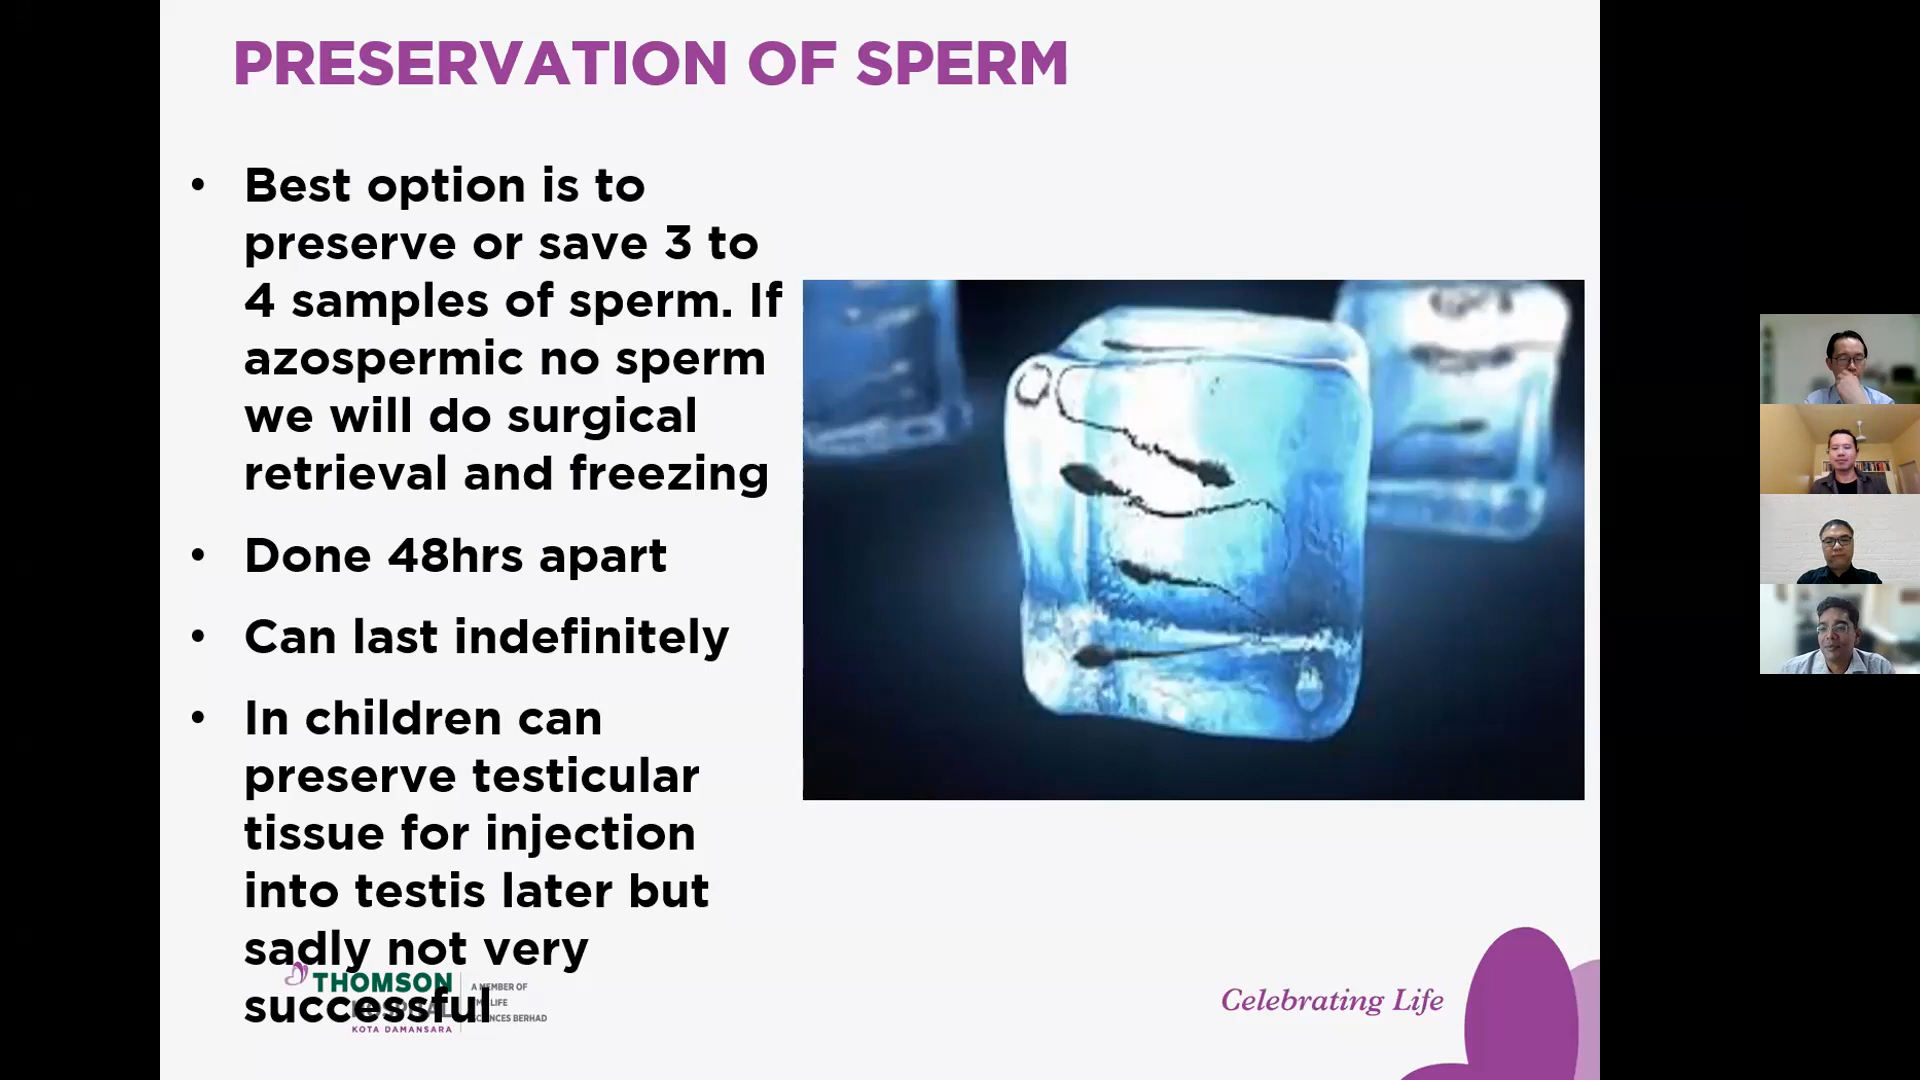 PRESERVATION OF SPERM
• Best option is to
preserve or save 3 to
4 samples of sperm. If
azospermic no sperm
we will do surgical
retrieval and freezing
• Done 48hrs apart
• Can last indefinitely
• In children can
preserve testicular
tissue for injection
into testis later but
sadly not very
successful
THOMSON
HOSPITAL
KOTA DAMANSARA
A MEMBER OF
LIFE
SCIENCES BERHAD
Celebrating Life